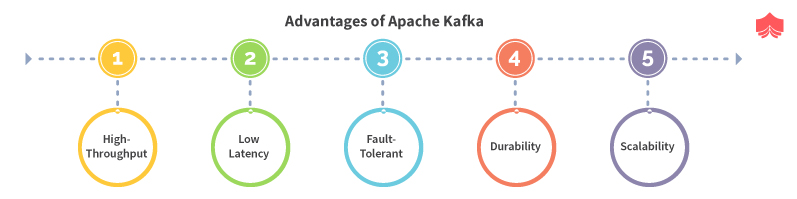 Advantages of Apache Kafka
1
2
3
4
5
High-
Throughput
Low
Latency
Fault-
Tolerant
Durability
Scalability